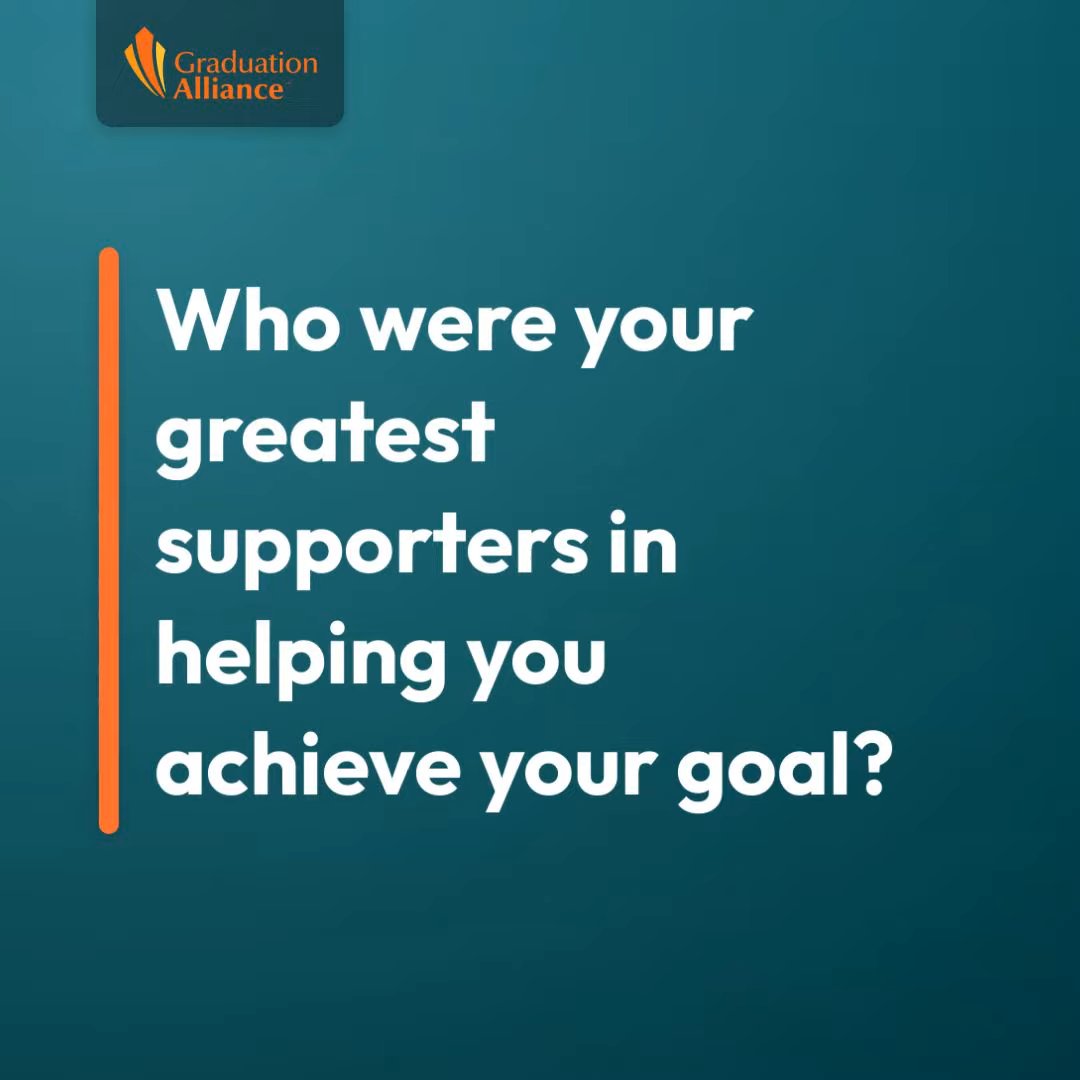 Graduation
Alliance
Who were your
greatest
supporters in
helping you
achieve your goal?